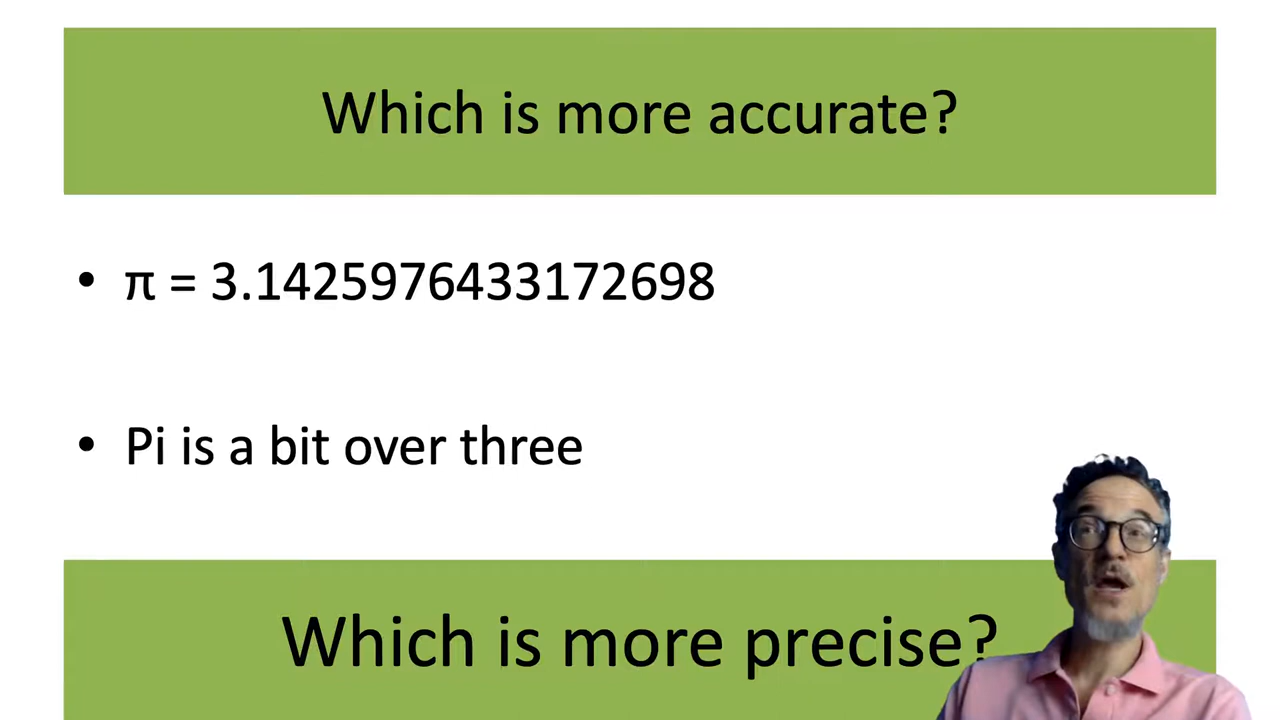 Which is more accurate?
• π = 3.1425976433172698
• Pi is a bit over three
Which is more precise?